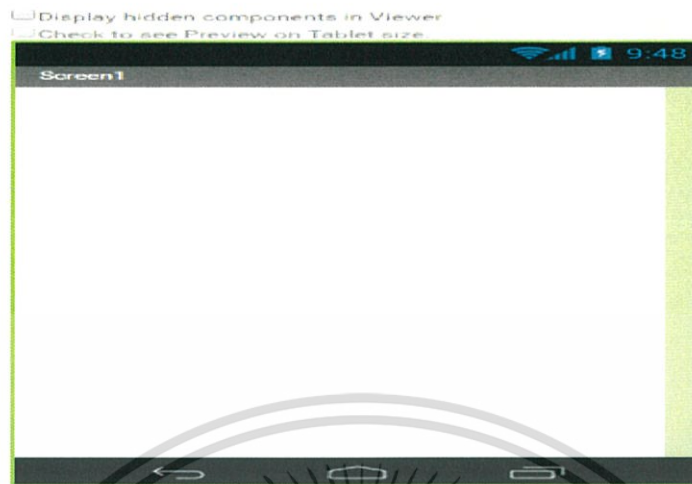 Display hidden components in Viewer
Check to see Preview on Tablet size.
9:48
Screen1